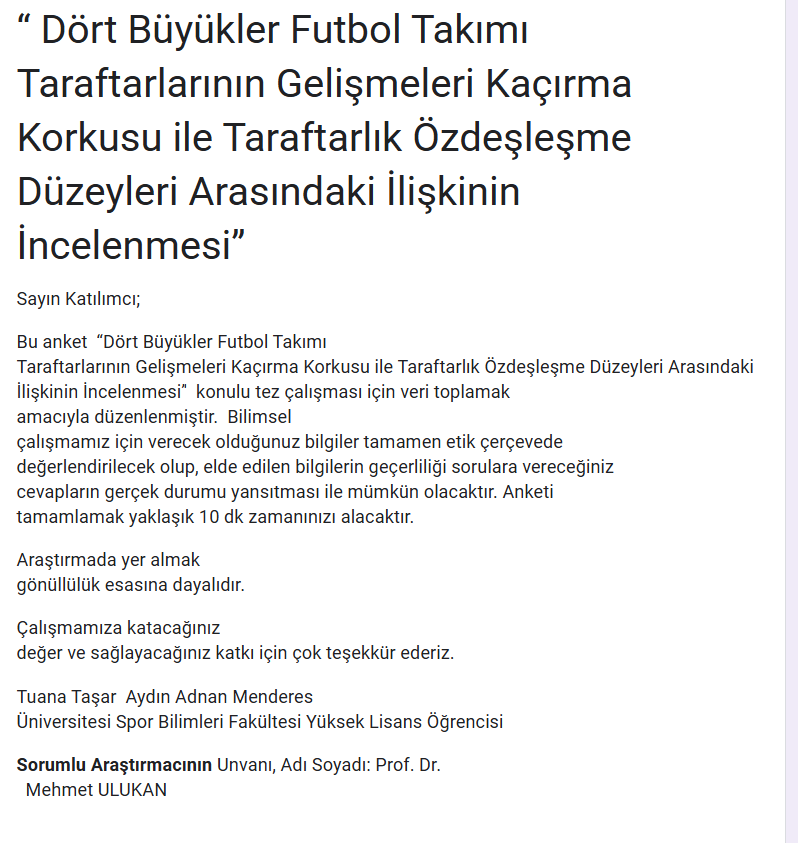 “ Dört Büyükler Futbol Takımı
Taraftarlarının Gelişmeleri Kaçırma
Korkusu ile Taraftarlık Özdeşleşme
Düzeyleri Arasındaki İlişkinin
İncelenmesi”
Sayın Katılımcı;
Bu anket  “Dört Büyükler Futbol Takımı
Taraftarlarının Gelişmeleri Kaçırma Korkusu ile Taraftarlık Özdeşleşme Düzeyleri Arasındaki
İlişkinin İncelenmesi”  konulu tez çalışması için veri toplamak
amacıyla düzenlenmiştir.  Bilimsel
çalışmamız için verecek olduğunuz bilgiler tamamen etik çerçevede
değerlendirilecek olup, elde edilen bilgilerin geçerliliği sorulara vereceğiniz
cevapların gerçek durumu yansıtması ile mümkün olacaktır. Anketi
tamamlamak yaklaşık 10 dk zamanınızı alacaktır.
Araştırmada yer almak
gönüllülük esasına dayalıdır.
Çalışmamıza katacağınız
değer ve sağlayacağınız katkı için çok teşekkür ederiz.
Tuana Taşar  Aydın Adnan Menderes
Üniversitesi Spor Bilimleri Fakültesi Yüksek Lisans Öğrencisi
Sorumlu Araştırmacının Unvanı, Adı Soyadı: Prof. Dr.
Mehmet ULUKAN